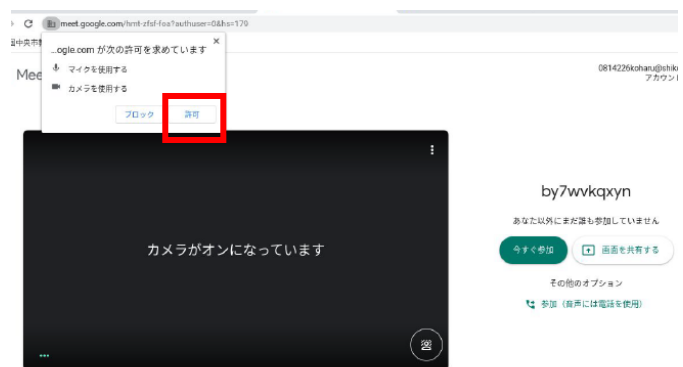 meet.google.com/hmt-zfsf-foa?authuser=0&hs=179
...ogle.com が次の許可を求めています
×
マイクを使用する
カメラを使用する
ブロック 許可
Mee
0814226koharu@shik
アカウント
カメラがオンになっています
by7wvkqxyn
あなた以外にまだ誰も参加していません
今すぐ参加 画面を共有する
その他のオプション
参加（音声には電話を使用）